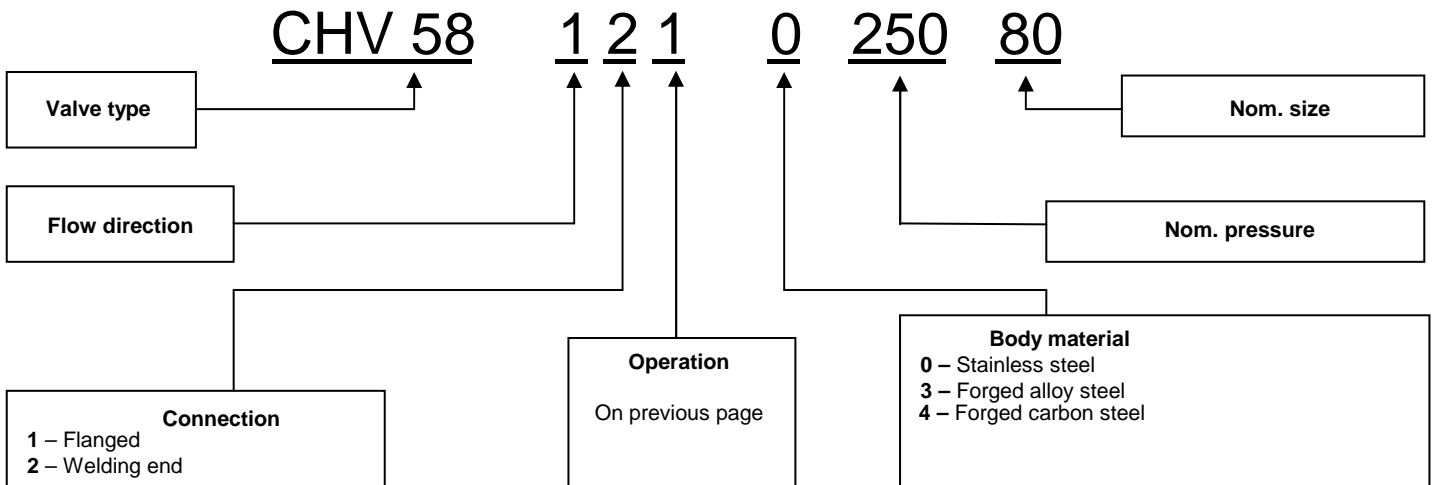 CHV 58 1 2 1 0 250 80
Valve type
Nom. size
Flow direction
Nom. pressure
Connection
1 – Flanged
2 – Welding end
Operation
On previous page
Body material
0 – Stainless steel
3 – Forged alloy steel
4 – Forged carbon steel